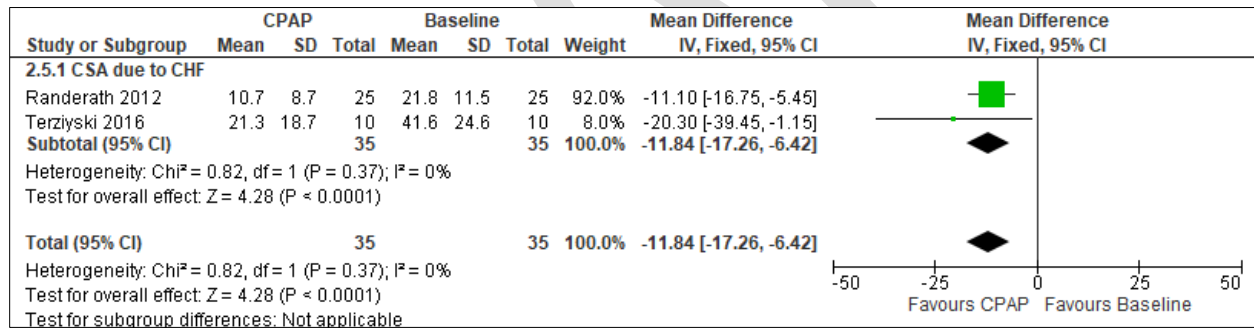 CPAP Baseline Mean Difference Mean Difference
Study or Subgroup Mean SD Total Mean SD Total Weight IV, Fixed, 95% CI IV, Fixed, 95% CI
2.5.1 CSA due to CHF
Randerath 2012 10.7 8.7 25 21.8 11.5 25 92.0% -11.10 [-16.75, -5.45]
Terziyski 2016 21.3 18.7 10 41.6 24.6 10 8.0% -20.30 [-39.45, -1.15]
Subtotal (95% CI) 35 35 100.0% -11.84 [-17.26, -6.42]
Heterogeneity: Chi² = 0.82, df = 1 (P = 0.37); I² = 0%
Test for overall effect: Z = 4.28 (P < 0.0001)
Total (95% CI) 35 35 100.0% -11.84 [-17.26, -6.42]
Heterogeneity: Chi² = 0.82, df = 1 (P = 0.37); I² = 0%
Test for overall effect: Z = 4.28 (P < 0.0001)
Test for subgroup differences: Not applicable
-50 -25 0 25 50
Favours CPAP Favours Baseline